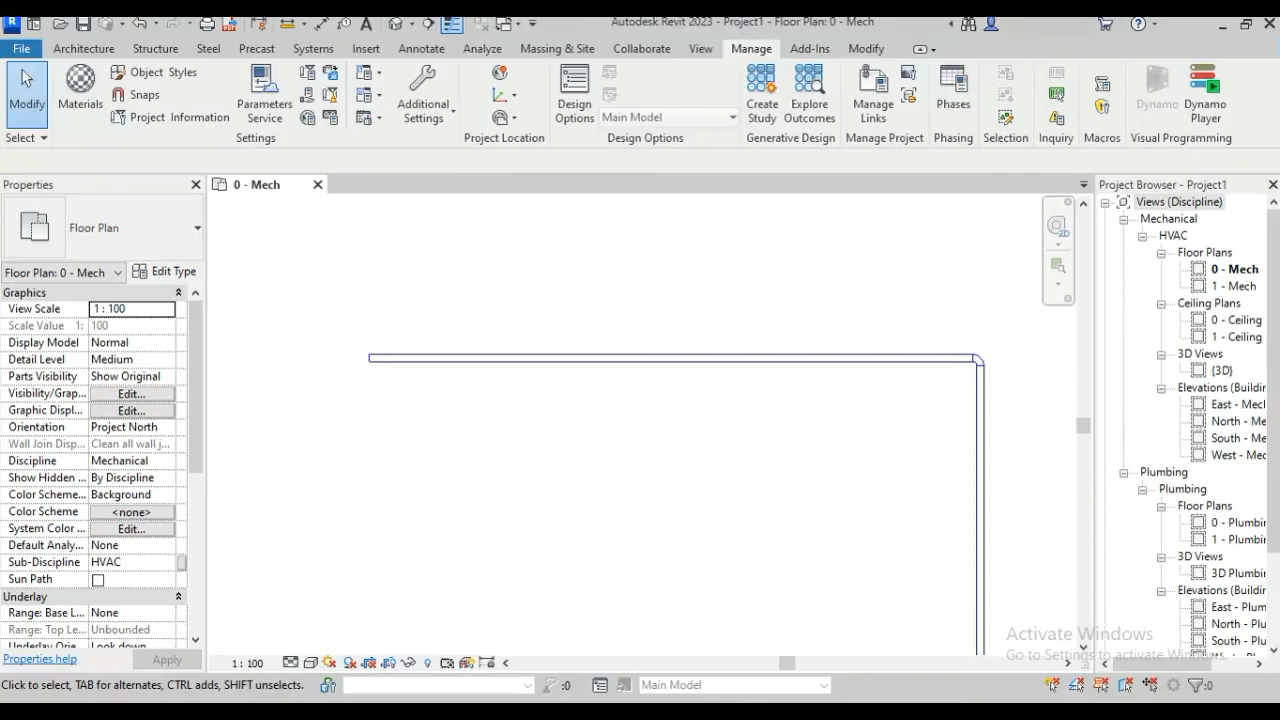 Autodesk Revit 2023 - Project1 - Floor Plan: 0 - Mech
File Architecture Structure Steel Precast Systems Insert Annotate Analyze Massing & Site Collaborate View Manage Add-Ins Modify
Modify
Select
Materials
Object Styles
Snaps
Project Information
Parameters Service
Settings
Additional Settings
Project Location
Design Options
Main Model
Design Options
Create Study
Explore Outcomes
Generative Design
Manage Links
Manage Project
Phases
Phasing
Selection
Inquiry
Macros
Dynamo
Dynamo Player
Visual Programming
Properties
Floor Plan
Floor Plan: 0 - Mech
Edit Type
Graphics
View Scale 1 : 100
Scale Value 1: 100
Display Model Normal
Detail Level Medium
Parts Visibility Show Original
Visibility/Grap... Edit...
Graphic Displ... Edit...
Orientation Project North
Wall Join Disp... Clean all wall j...
Discipline Mechanical
Show Hidden ... By Discipline
Color Scheme... Background
Color Scheme <none>
System Color ... Edit...
Default Analy... None
Sub-Discipline HVAC
Sun Path
Underlay
Range: Base L... None
Range: Top Le... Unbounded
Underlay Orie... Look down
Properties help
Apply
0 - Mech
2D
1 : 100
Project Browser - Project1
Views (Discipline)
Mechanical
HVAC
Floor Plans
0 - Mech
1 - Mech
Ceiling Plans
0 - Ceiling
1 - Ceiling
3D Views
{3D}
Elevations (Buildin
East - Mecl
North - Me
South - Me
West - Mec
Plumbing
Plumbing
Floor Plans
0 - Plumbin
1 - Plumbin
3D Views
3D Plumbin
Elevations (Buildin
East - Plum
North - Plu
South - Plu
Activate Windows
Go to Settings to activate Windows.
Click to select, TAB for alternates, CTRL adds, SHIFT unselects.
:0
Main Model
:0